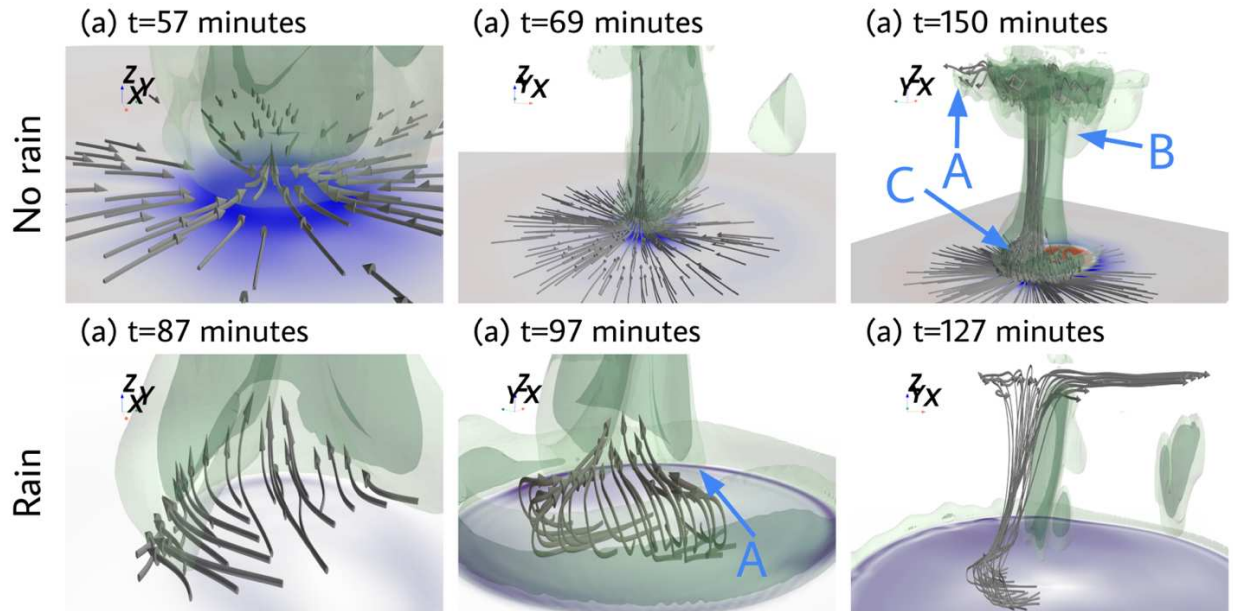 (a) t=57 minutes
(a) t=69 minutes
(a) t=150 minutes
No rain
Z
X Y
Z
Y X
Z
Y X
A
B
C
(a) t=87 minutes
(a) t=97 minutes
(a) t=127 minutes
Rain
Z
X Y
Z
Y X
Z
Y X
A